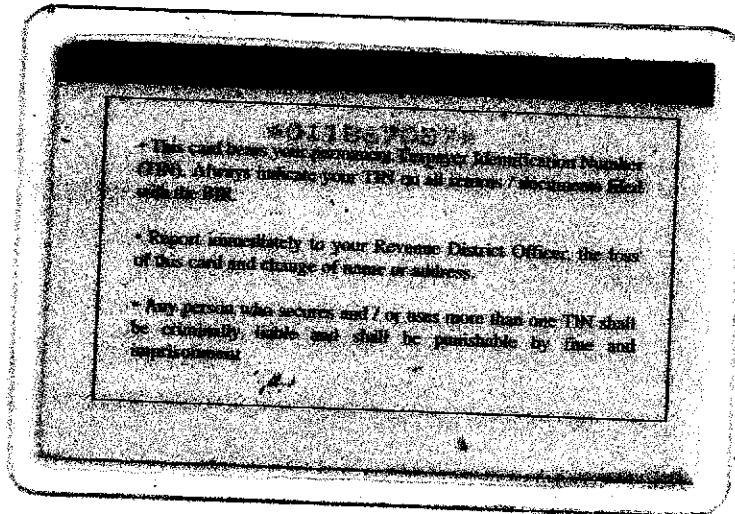 • This card bears your permanent Taxpayer Identification Number
(TIN). Always indicate your TIN on all returns / documents filed
with the BIR.
• Report immediately to your Revenue District Officer, the loss
of this card and change of name or address.
• Any person who secures and / or uses more than one TIN shall
be criminally liable and shall be punishable by fine and
imprisonment